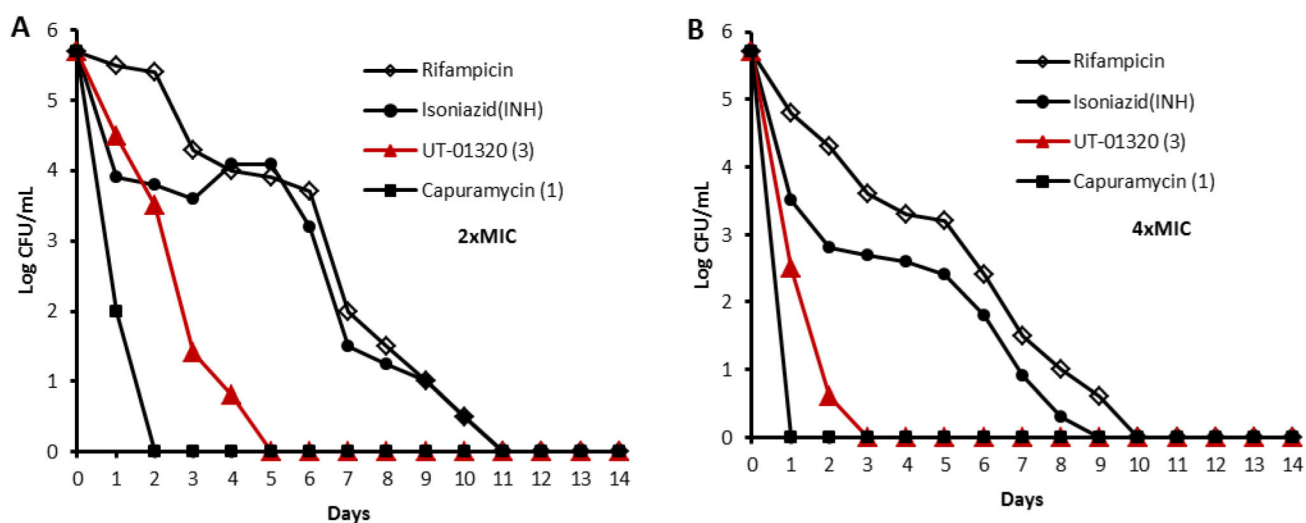 A
6
5
4
3
2
1
0
Log CFU/mL
Rifampicin
Isoniazid(INH)
UT-01320 (3)
Capuramycin (1)
2xMIC
0 1 2 3 4 5 6 7 8 9 10 11 12 13 14
Days
B
6
5
4
3
2
1
0
Log CFU/mL
Rifampicin
Isoniazid(INH)
UT-01320 (3)
Capuramycin (1)
4xMIC
0 1 2 3 4 5 6 7 8 9 10 11 12 13 14
Days